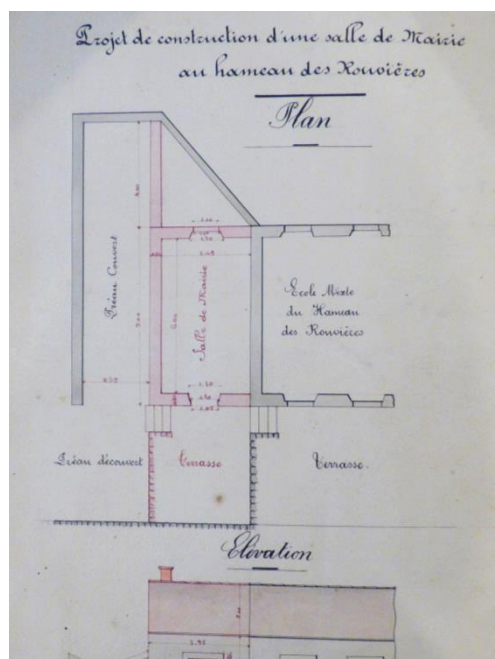 Projet de construction d'une salle de Mairie
au hameau des Rouvières
Plan
Préau Couvert
Salle de Mairie
École Mixte
du Hameau
des Rouvières
Préau découvert
Terrasse
Terrasse.
Elévation